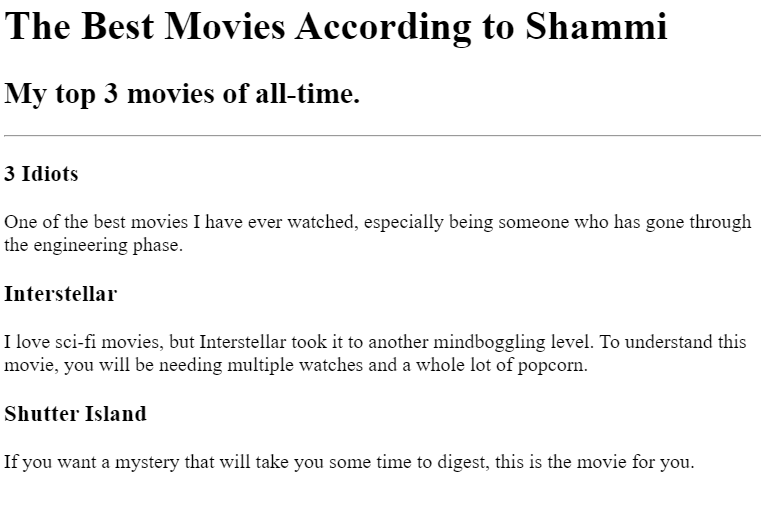 The Best Movies According to Shammi
My top 3 movies of all-time.
3 Idiots
One of the best movies I have ever watched, especially being someone who has gone through
the engineering phase.
Interstellar
I love sci-fi movies, but Interstellar took it to another mindboggling level. To understand this
movie, you will be needing multiple watches and a whole lot of popcorn.
Shutter Island
If you want a mystery that will take you some time to digest, this is the movie for you.